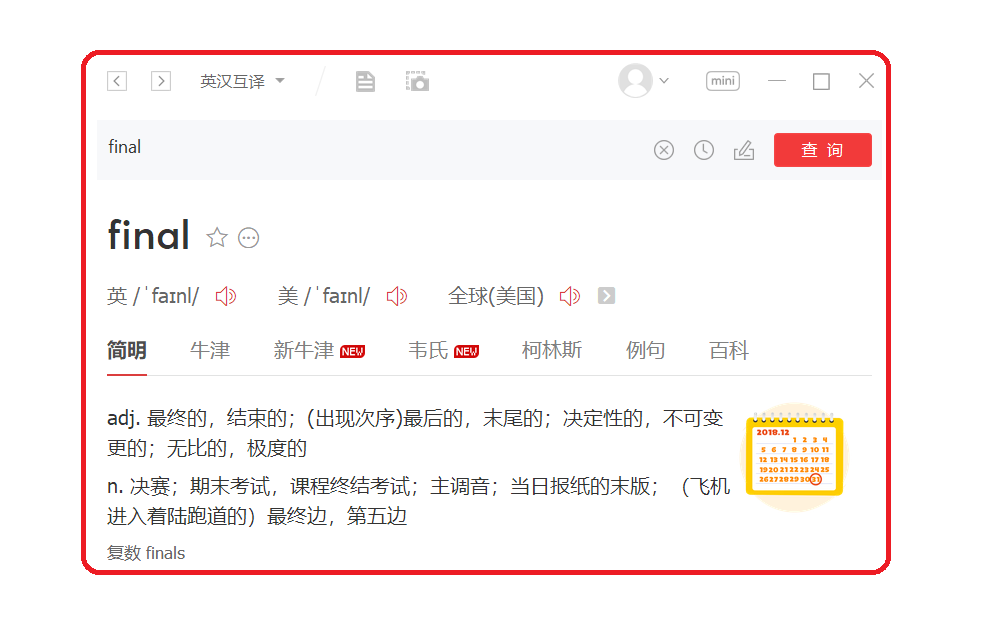 英汉互译
mini
final
查 询
final
英 /ˈfaɪnl/ 美 /ˈfaɪnl/ 全球(美国)
简明 牛津 新牛津 NEW 韦氏 NEW 柯林斯 例句 百科
adj. 最终的，结束的；(出现次序)最后的，末尾的；决定性的，不可变
更的；无比的，极度的
n. 决赛；期末考试，课程终结考试；主调音；当日报纸的末版；（飞机
进入着陆跑道的）最终边，第五边
复数 finals
2018.12
1 2 3 4
5 6 7 8 9 10 11
12 13 14 15 16 17 18
19 20 21 22 23 24 25
26 27 28 29 30 31